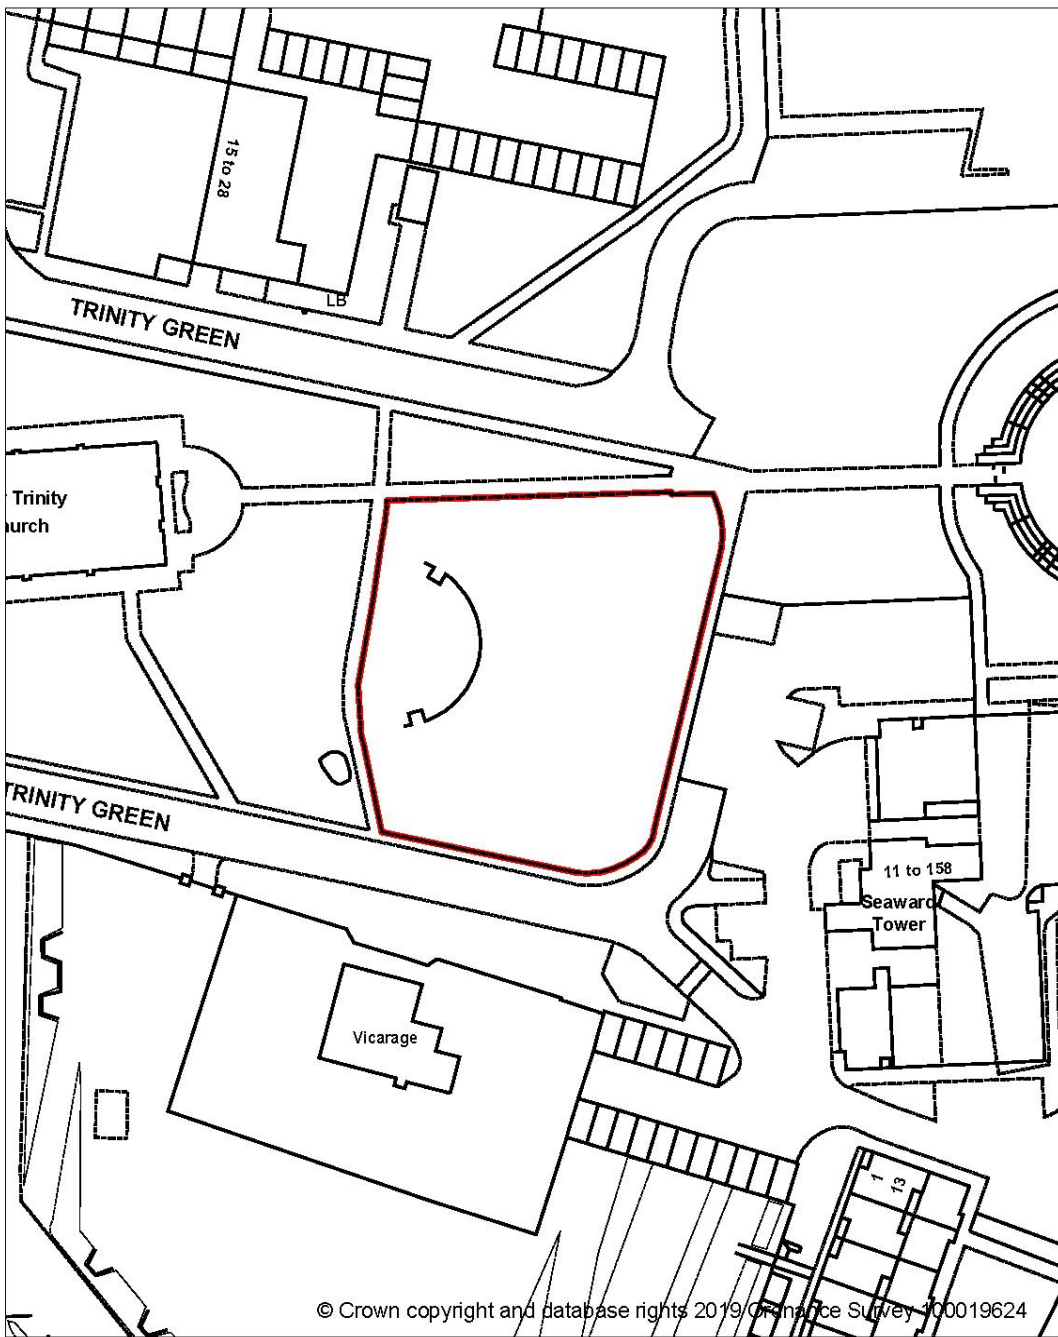 15 to 28
LB
TRINITY GREEN
Trinity
urch
TRINITY GREEN
11 to 158
Seaward
Tower
Vicarage
1
13
© Crown copyright and database rights 2019 Ordnance Survey 100019624